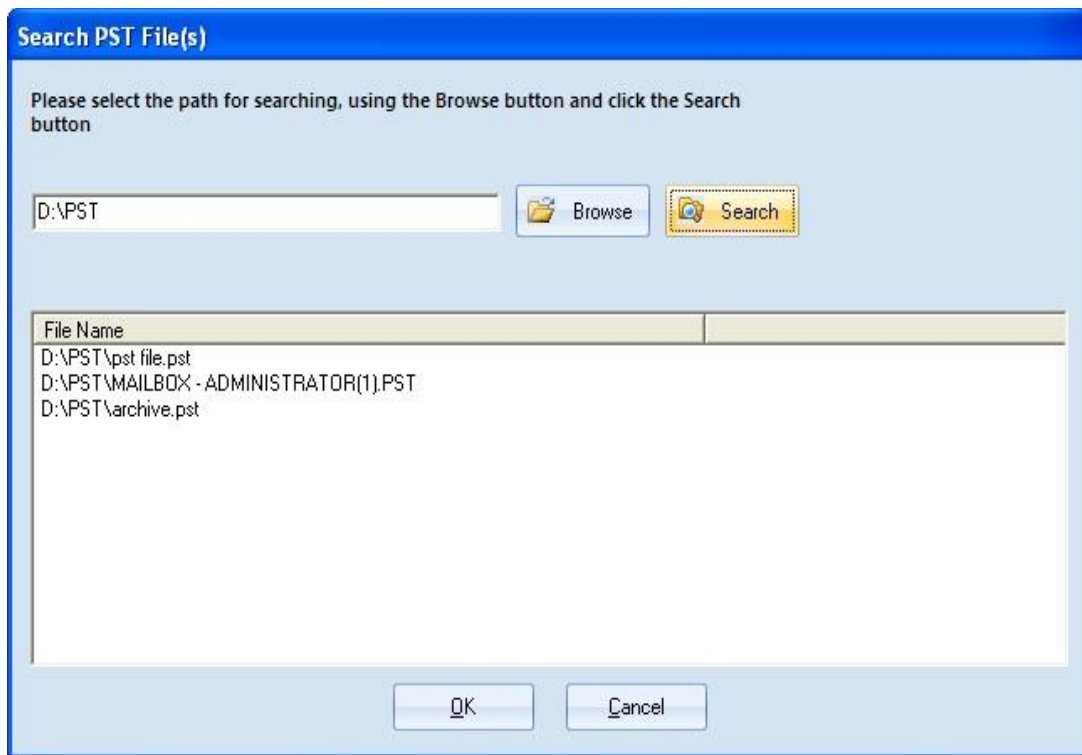 Search PST File(s)
Please select the path for searching, using the Browse button and click the Search
button
D:\PST
Browse
Search
File Name
D:\PST\pst file.pst
D:\PST\MAILBOX - ADMINISTRATOR(1).PST
D:\PST\archive.pst
OK
Cancel